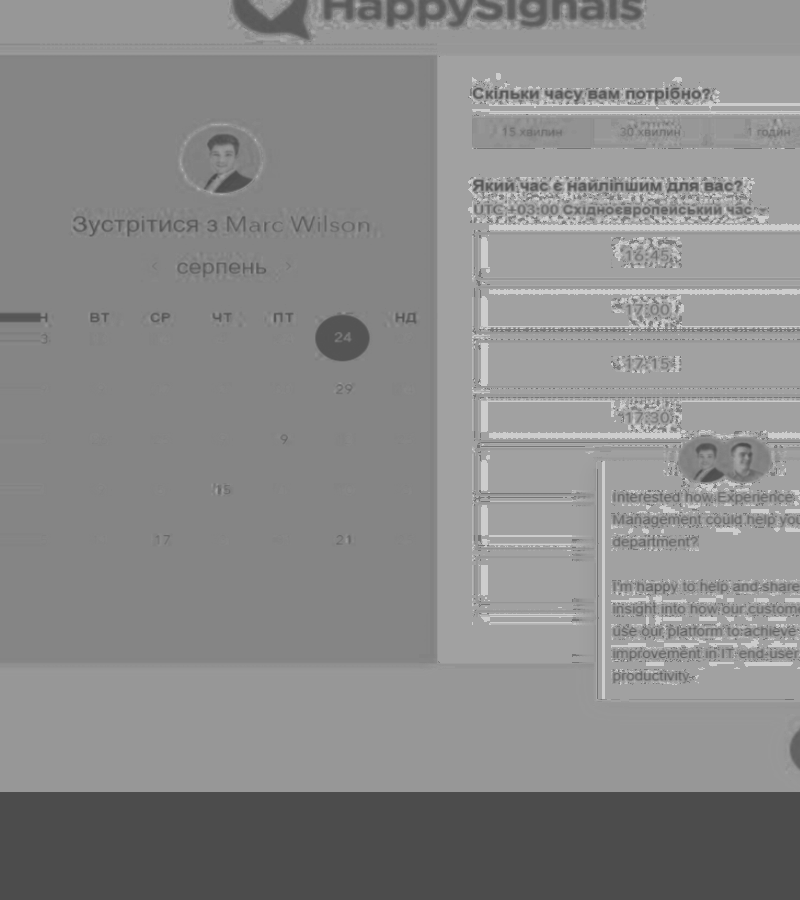 HappySignals
Зустрітися з Marc Wilson
серпень
ВТ СР ЧТ ПТ НД
3 24
29
9
15
17 21
Скільки часу вам потрібно?
15 хвилин 30 хвилин 1 годин
Який час є найліпшим для вас?
UTC +03:00 Східноєвропейський час
16:45
17:00
17:15
17:30
Interested how Experience
Management could help you
department?
I'm happy to help and share
insight into how our custome
use our platform to achieve
improvement in IT end-user
productivity.